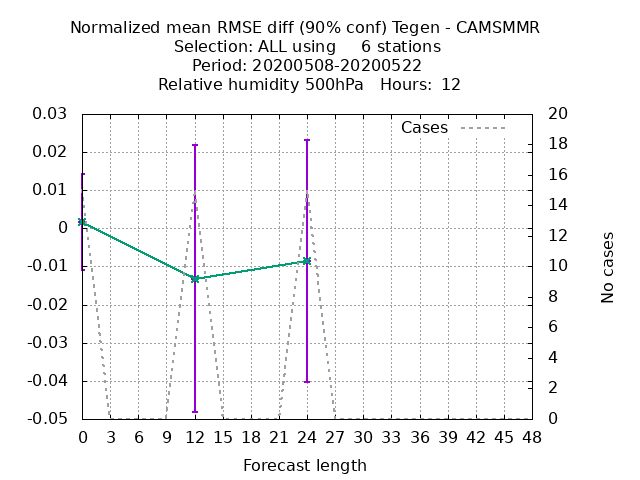 Normalized mean RMSE diff (90% conf) Tegen - CAMSMMR
Selection: ALL using     6 stations
Period: 20200508-20200522
Relative humidity 500hPa   Hours:  12
0.03
0.02
0.01
0
-0.01
-0.02
-0.03
-0.04
-0.05
20
18
16
14
12
10
8
6
4
2
0
Cases
No cases
0 3 6 9 12 15 18 21 24 27 30 33 36 39 42 45 48
Forecast length